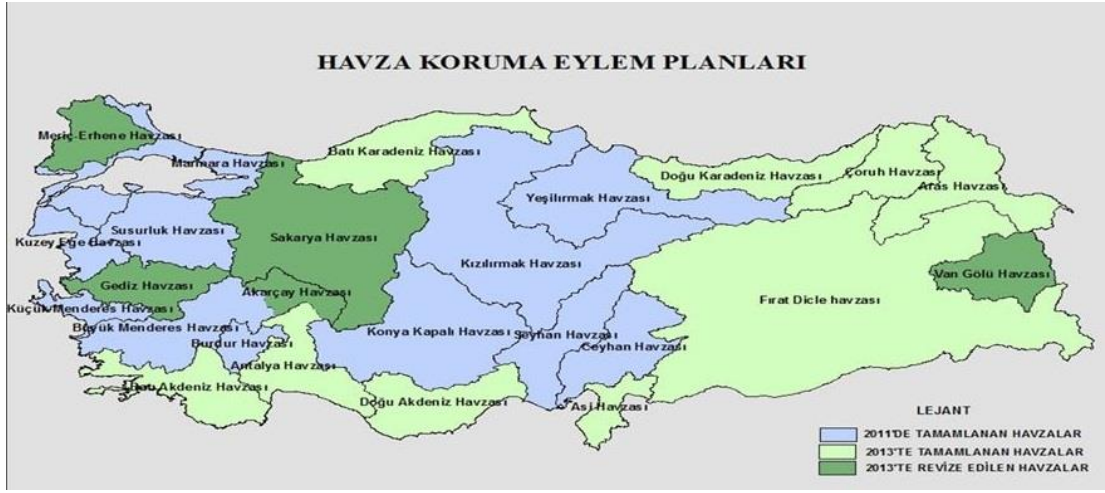 HAVZA KORUMA EYLEM PLANLARI
Meriç-Erhene Havzası
Marmara Havzası
Batı Karadeniz Havzası
Doğu Karadeniz Havzası
Çoruh Havzası
Aras Havzası
Yeşilırmak Havzası
Susurluk Havzası
Sakarya Havzası
Kuzey Ege Havzası
Kızılırmak Havzası
Van Gölü Havzası
Gediz Havzası
Akarçay Havzası
Fırat Dicle havzası
Küçük Menderes Havzası
Büyük Menderes Havzası
Konya Kapalı Havzası
Seyhan Havzası
Burdur Havzası
Ceyhan Havzası
Antalya Havzası
Batı Akdeniz Havzası
Doğu Akdeniz Havzası
Asi Havzası
LEJANT
2011'DE TAMAMLANAN HAVZALAR
2013'TE TAMAMLANAN HAVZALAR
2013'TE REVİZE EDİLEN HAVZALAR